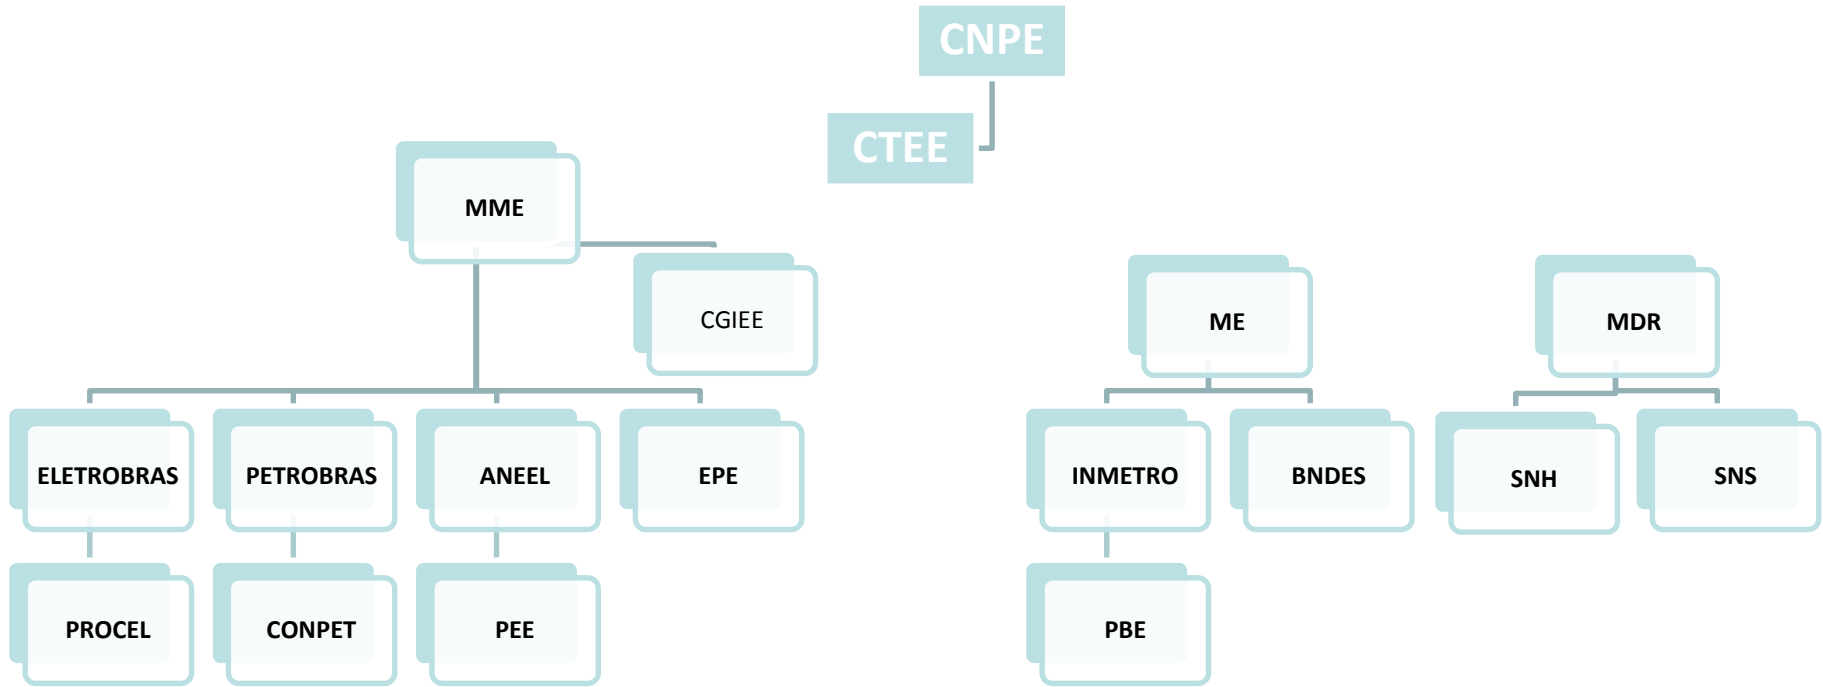 CNPE
CTEE
MME
CGIEE
ME
MDR
ELETROBRAS
PETROBRAS
ANEEL
EPE
INMETRO
BNDES
SNH
SNS
PROCEL
CONPET
PEE
PBE